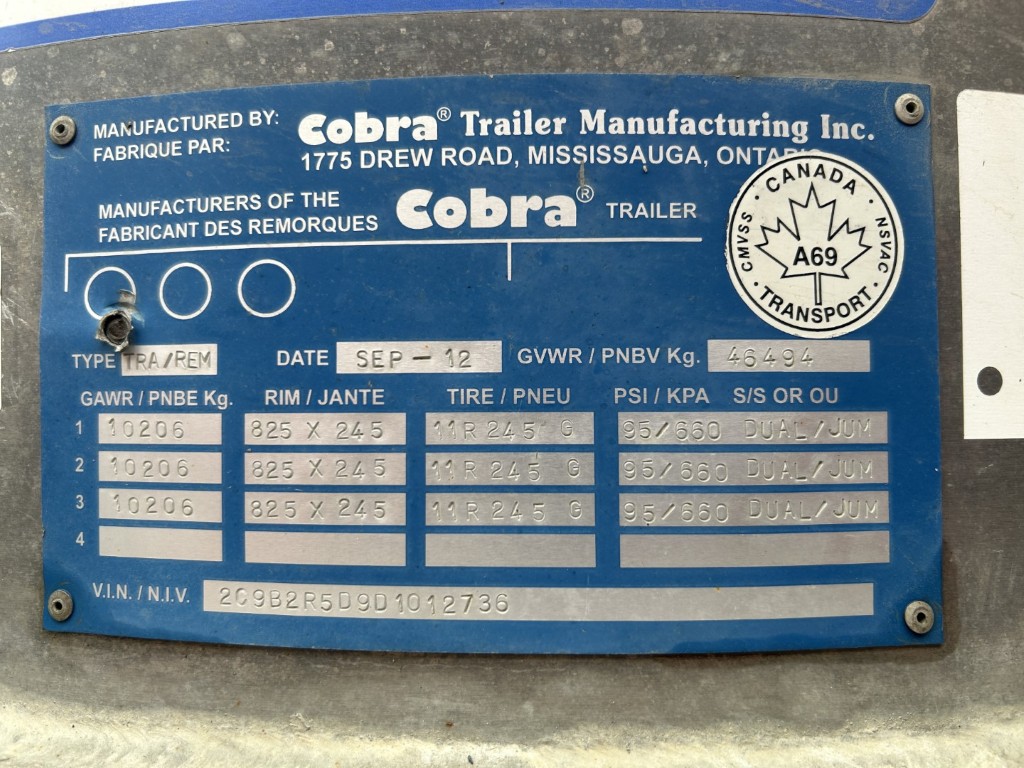 MANUFACTURED BY:
FABRIQUE PAR:
Cobra® Trailer Manufacturing Inc.
1775 DREW ROAD, MISSISSAUGA, ONTARIO
MANUFACTURERS OF THE
FABRICANT DES REMORQUES
Cobra® TRAILER
· CANADA ·
CMVSS
NSVAC
A69
· TRANSPORT ·
TYPE TRA/REM DATE SEP-12 GVWR / PNBV Kg. 46494
GAWR / PNBE Kg. RIM / JANTE TIRE / PNEU PSI / KPA S/S OR OU
1 10206 825 X 245 11R 245 G 95/660 DUAL/JUM
2 10206 825 X 245 11R 245 G 95/660 DUAL/JUM
3 10206 825 X 245 11R 245 G 95/660 DUAL/JUM
4
V.I.N. / N.I.V. 2C9B2R5D9D1012736